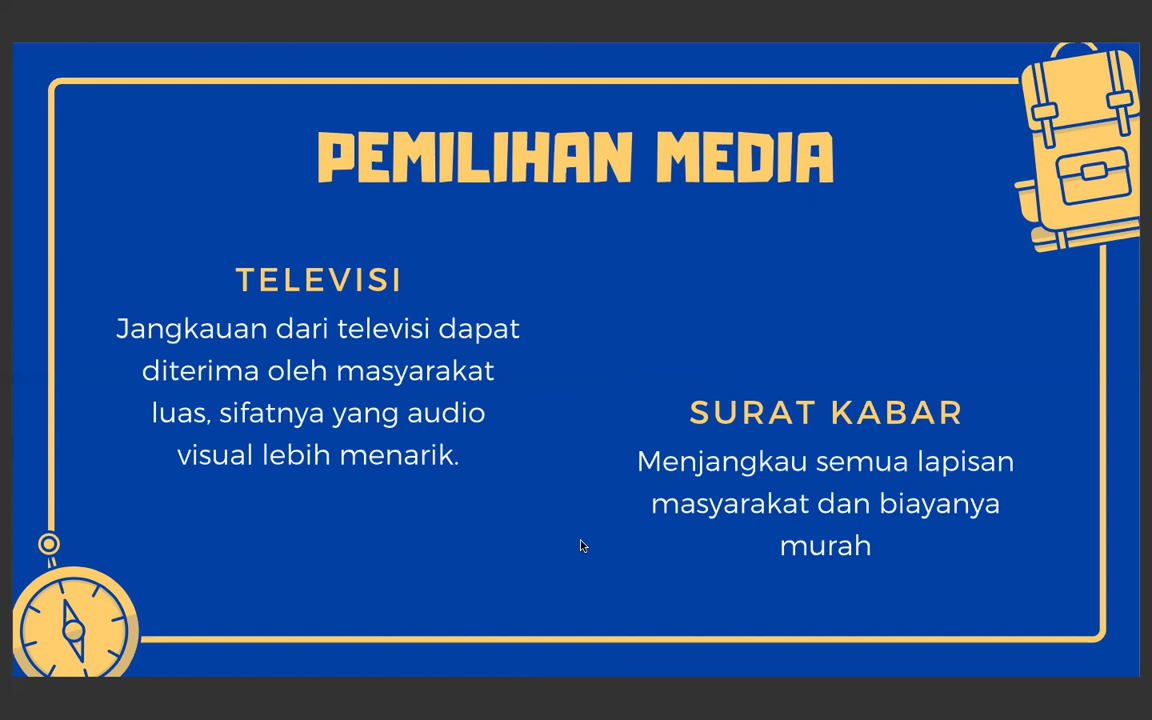 PEMILIHAN MEDIA
TELEVISI
Jangkauan dari televisi dapat
diterima oleh masyarakat
luas, sifatnya yang audio
visual lebih menarik.
SURAT KABAR
Menjangkau semua lapisan
masyarakat dan biayanya
murah